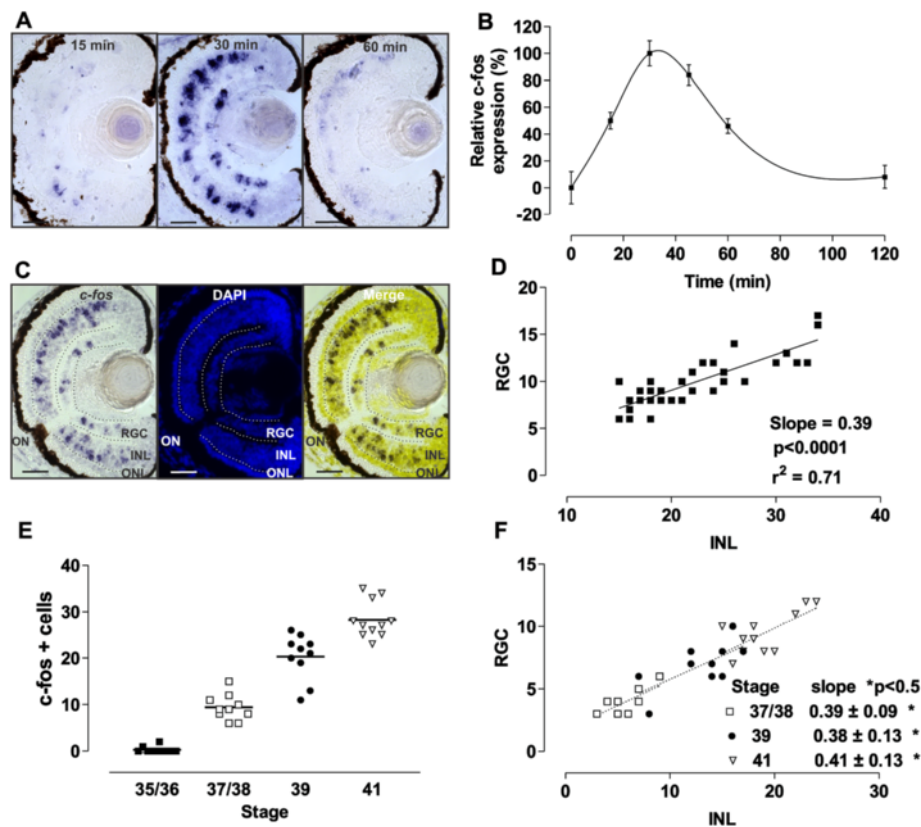 A
15 min 30 min 60 min
B
Relative c-fos
expression (%)
120
100
80
60
40
20
0
-20
0 20 40 60 80 100 120
Time (min)
C
c-fos DAPI Merge
ON RGC INL ONL
ON RGC INL ONL
ON RGC INL ONL
D
RGC
20
15
10
5
0
Slope = 0.39
p<0.0001
r² = 0.71
10 20 30 40
INL
E
c-fos + cells
40
30
20
10
0
35/36 37/38 39 41
Stage
F
RGC
15
10
5
0
Stage slope *p<0.5
37/38 0.39 ± 0.09 *
39 0.38 ± 0.13 *
41 0.41 ± 0.13 *
0 10 20 30
INL